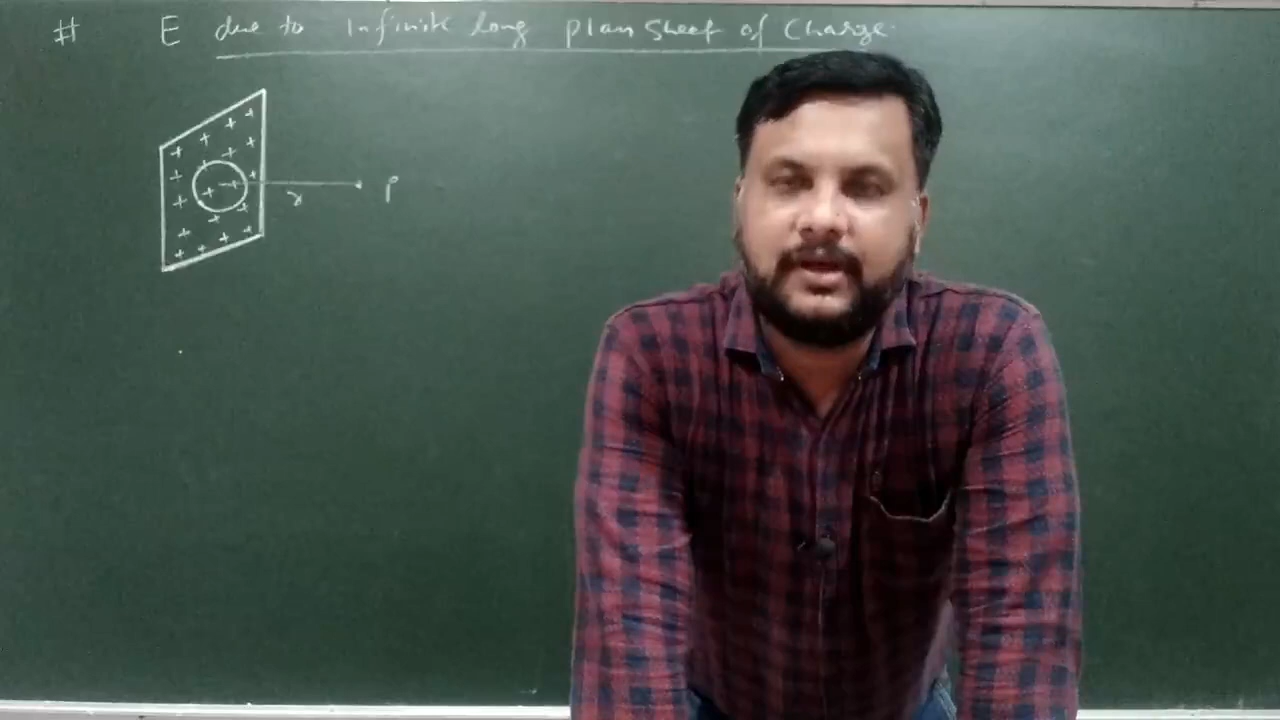 # E due to Infinite long plan sheet of charge.
+ + + + + + + + + + + + + + + + + + + +
r P